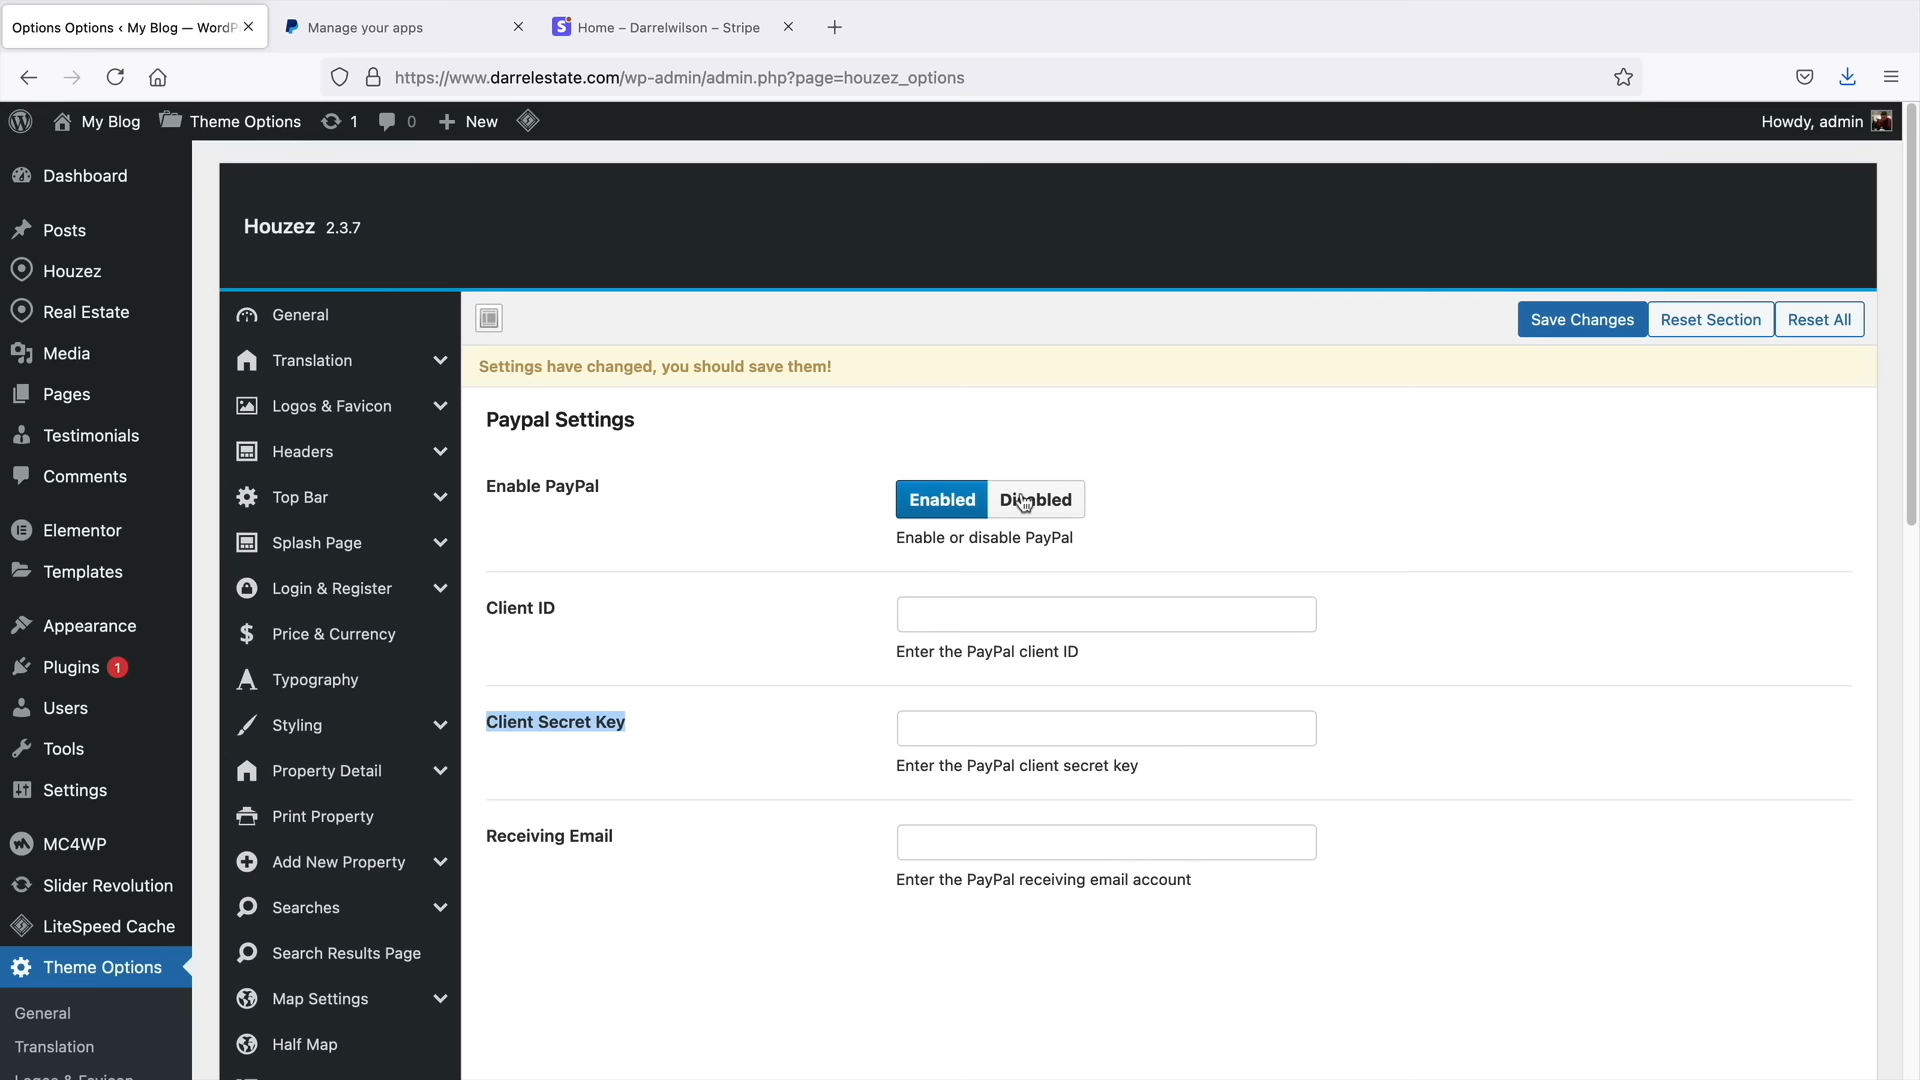 Options Options ‹ My Blog — WordP
Manage your apps
Home – Darrelwilson – Stripe
https://www.darrelestate.com/wp-admin/admin.php?page=houzez_options
My Blog
Theme Options
1
0
New
Howdy, admin
Dashboard
Posts
Houzez
Real Estate
Media
Pages
Testimonials
Comments
Elementor
Templates
Appearance
Plugins 1
Users
Tools
Settings
MC4WP
Slider Revolution
LiteSpeed Cache
Theme Options
General
Translation
Houzez 2.3.7
General
Translation
Logos & Favicon
Headers
Top Bar
Splash Page
Login & Register
Price & Currency
Typography
Styling
Property Detail
Print Property
Add New Property
Searches
Search Results Page
Map Settings
Half Map
Save Changes
Reset Section
Reset All
Settings have changed, you should save them!
Paypal Settings
Enable PayPal
Enabled
Disabled
Enable or disable PayPal
Client ID
Enter the PayPal client ID
Client Secret Key
Enter the PayPal client secret key
Receiving Email
Enter the PayPal receiving email account